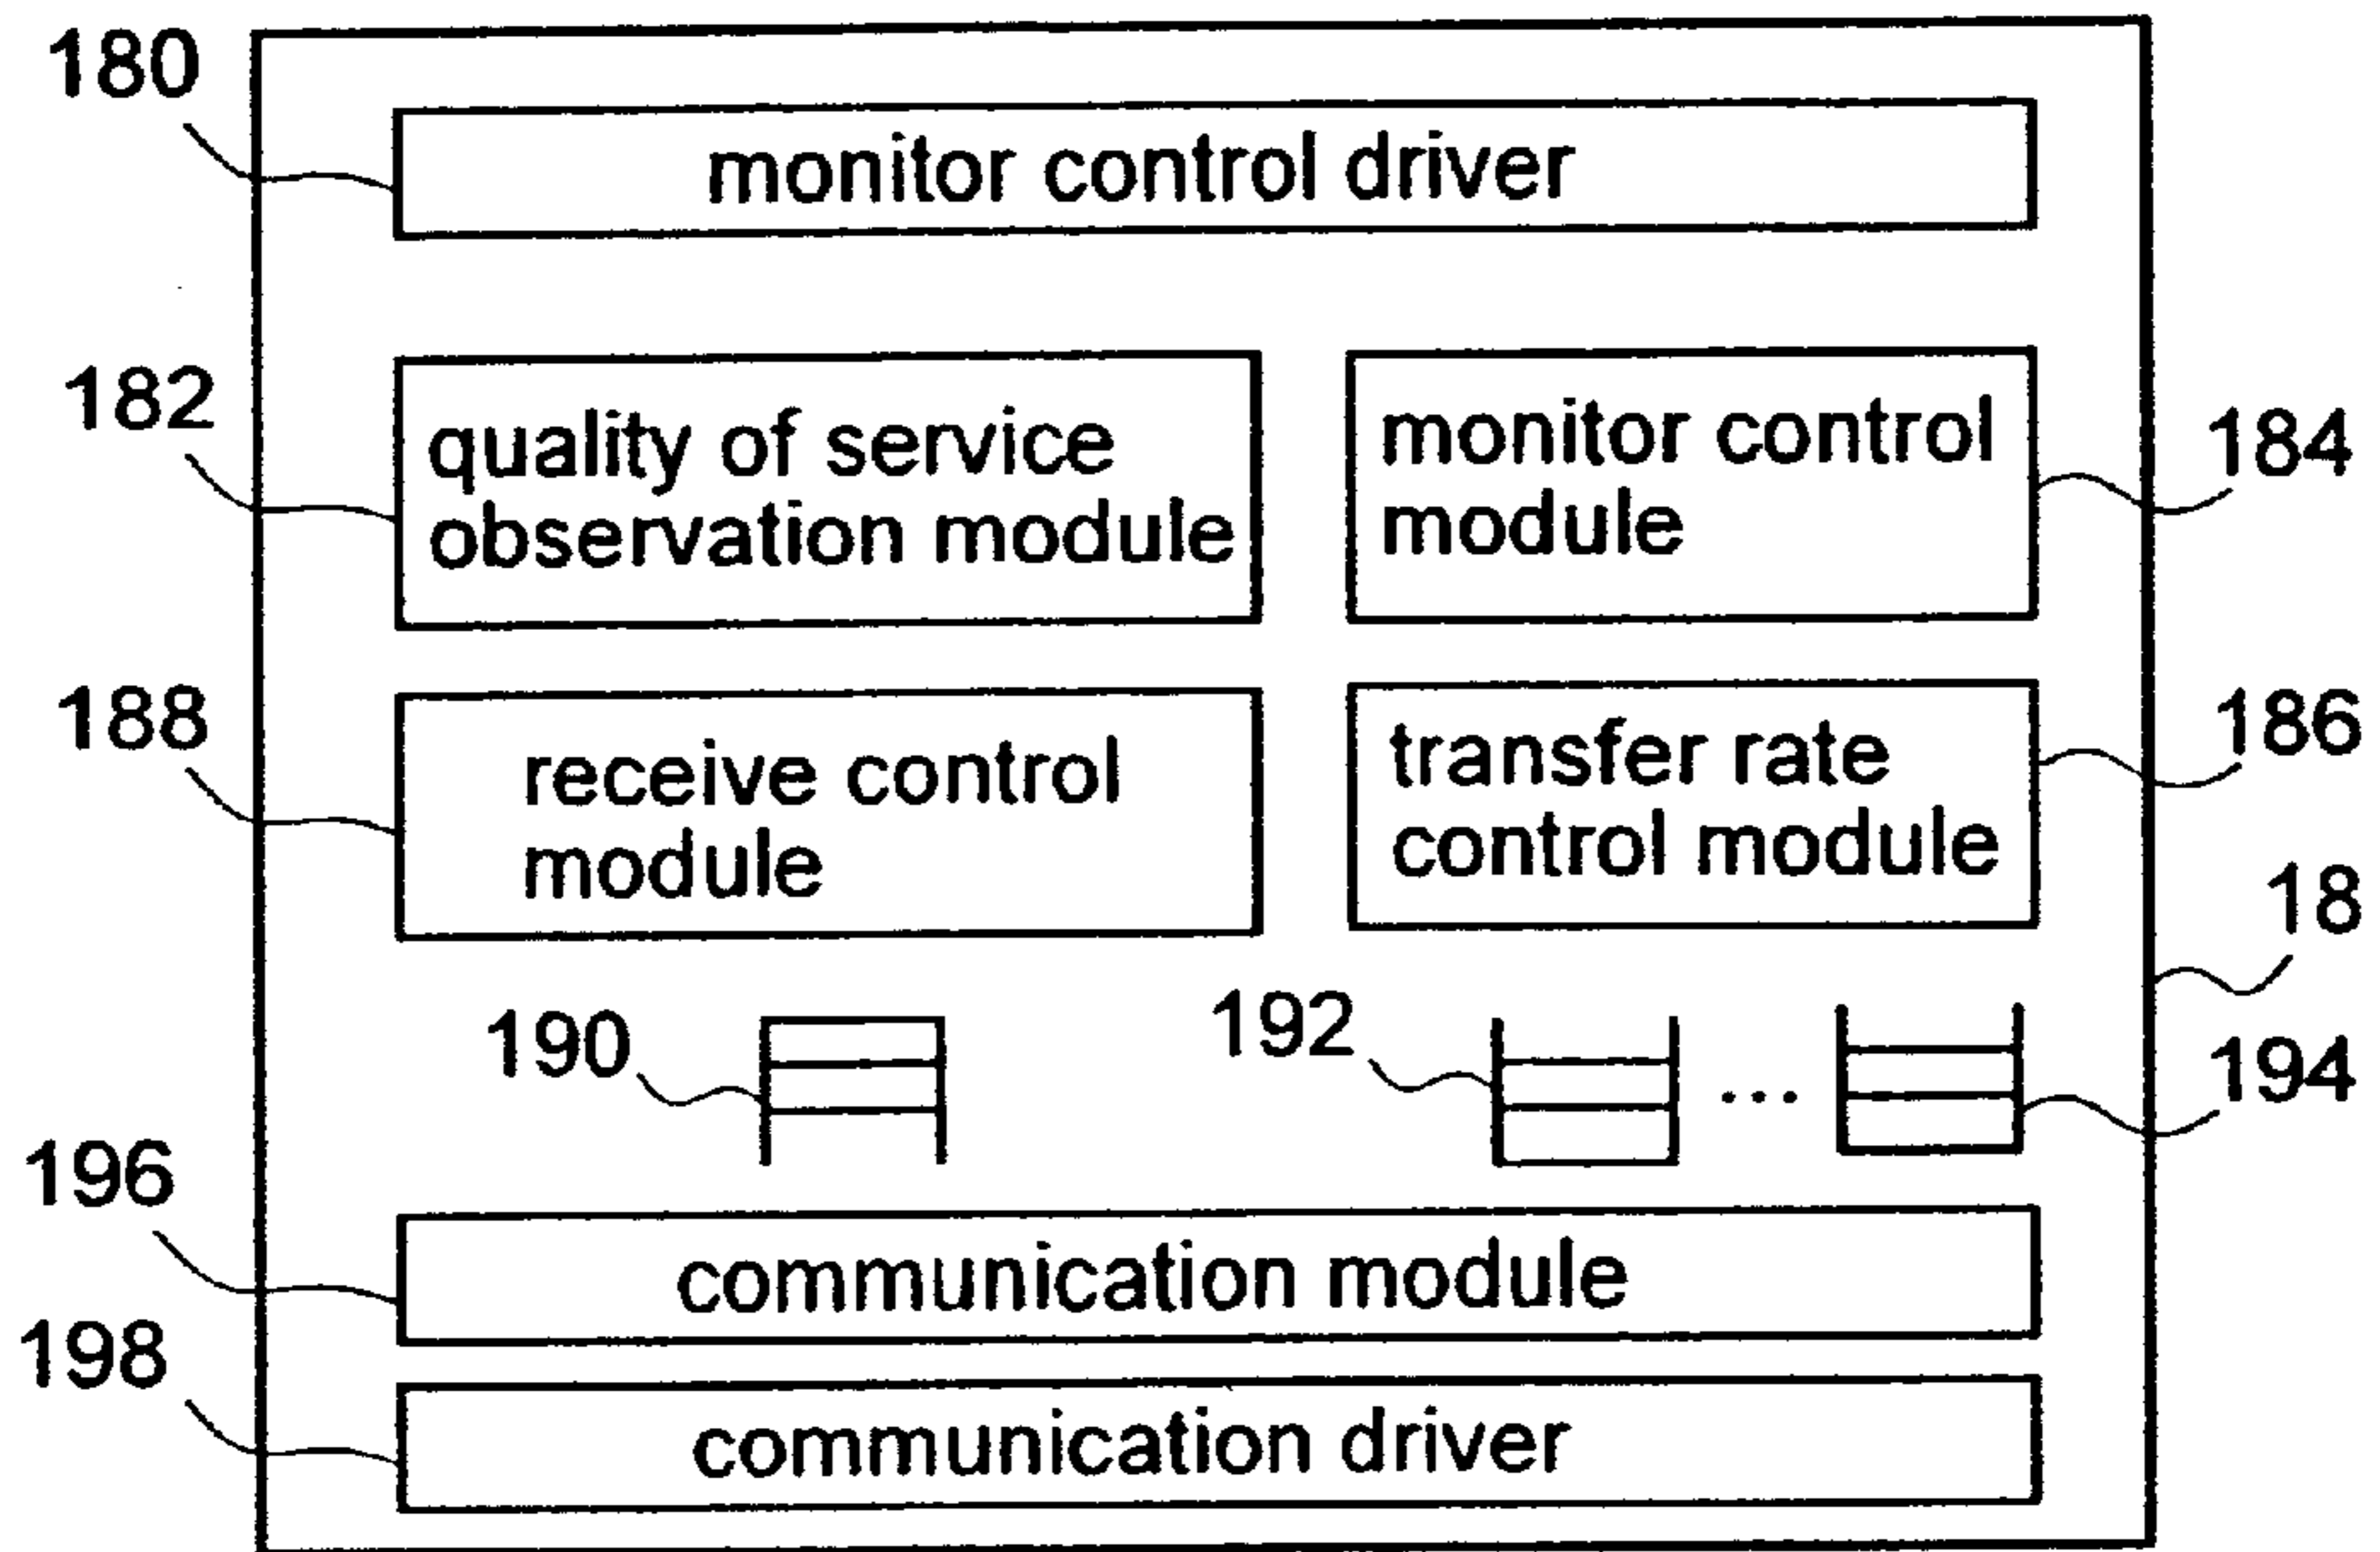 180
monitor control driver
182
quality of service
observation module
monitor control
module
184
188
receive control
module
transfer rate
control module
186
18
190
192
...
194
196
communication module
198
communication driver